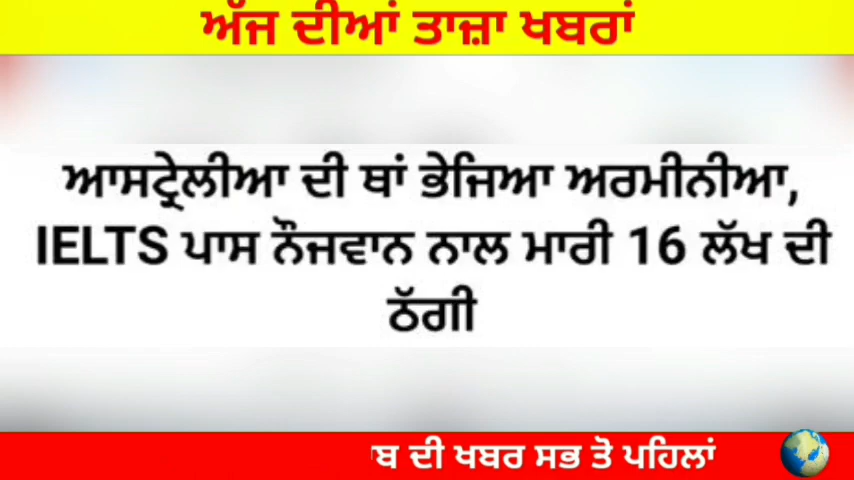 ਅੱਜ ਦੀਆਂ ਤਾਜ਼ਾ ਖਬਰਾਂ
ਆਸਟ੍ਰੇਲੀਆ ਦੀ ਥਾਂ ਭੇਜਿਆ ਅਰਮੀਨੀਆ,
IELTS ਪਾਸ ਨੌਜਵਾਨ ਨਾਲ ਮਾਰੀ 16 ਲੱਖ ਦੀ
ਠੱਗੀ
ਦੀ ਖਬਰ ਸਭ ਤੋ ਪਹਿਲਾਂ